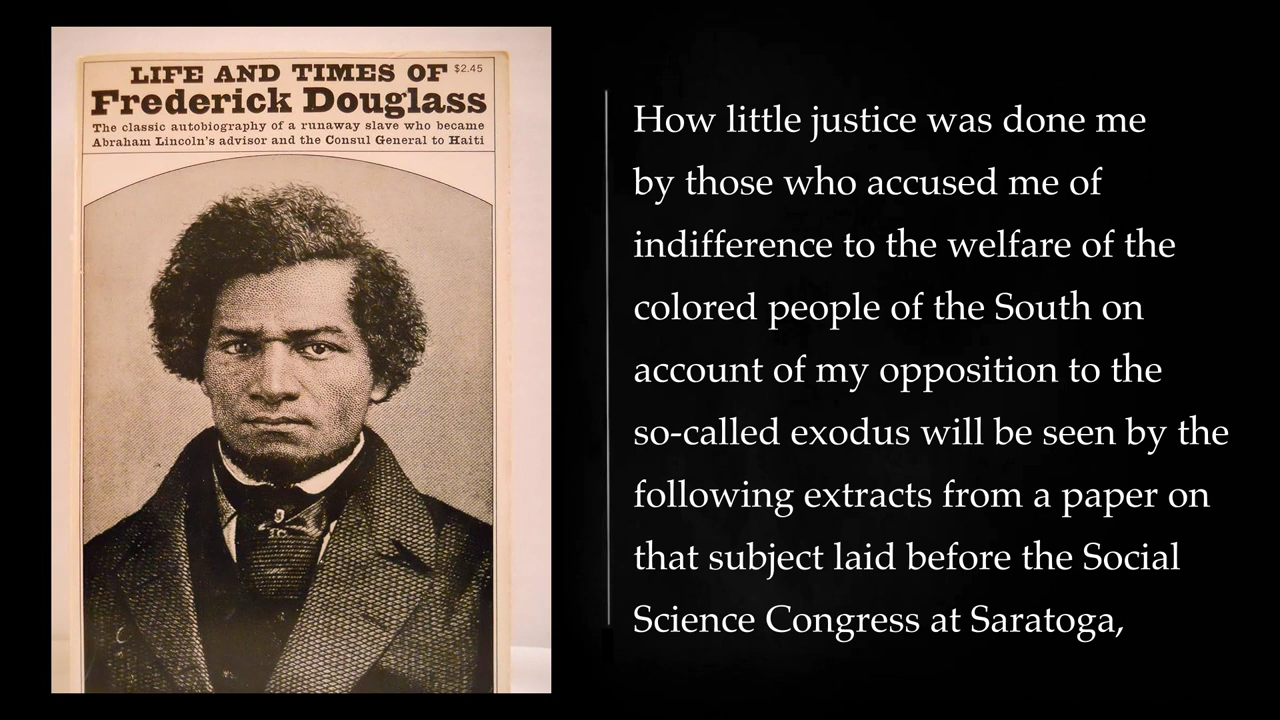 LIFE AND TIMES OF $2.45
Frederick Douglass
The classic autobiography of a runaway slave who became
Abraham Lincoln's advisor and the Consul General to Haiti
How little justice was done me
by those who accused me of
indifference to the welfare of the
colored people of the South on
account of my opposition to the
so-called exodus will be seen by the
following extracts from a paper on
that subject laid before the Social
Science Congress at Saratoga,